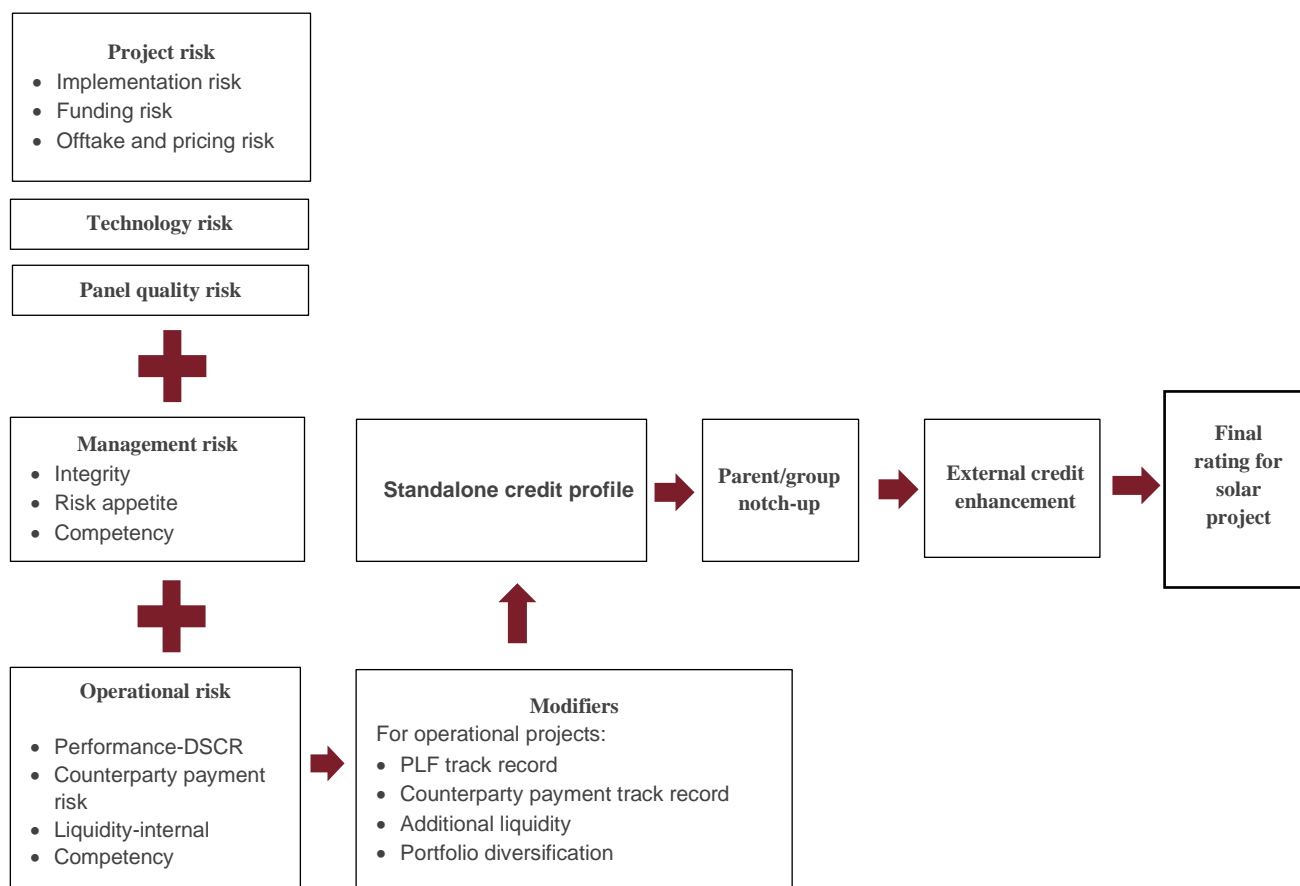 Project risk
• Implementation risk
• Funding risk
• Offtake and pricing risk
Technology risk
Panel quality risk
Management risk
• Integrity
• Risk appetite
• Competency
Standalone credit profile
Parent/group
notch-up
External credit
enhancement
Final
rating for
solar
project
Operational risk
• Performance-DSCR
• Counterparty payment
risk
• Liquidity-internal
• Competency
Modifiers
For operational projects:
• PLF track record
• Counterparty payment track record
• Additional liquidity
• Portfolio diversification